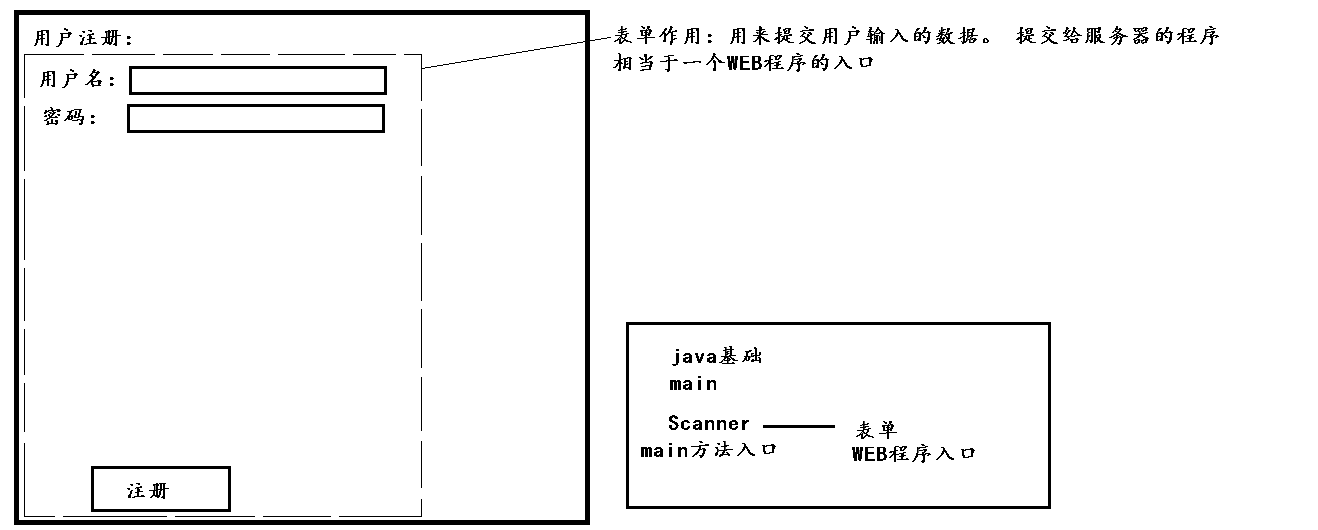 用户注册：
用户名：
密码：
注册
表单作用：用来提交用户输入的数据。 提交给服务器的程序
相当于一个WEB程序的入口
java基础
main
Scanner
表单
main方法入口
WEB程序入口